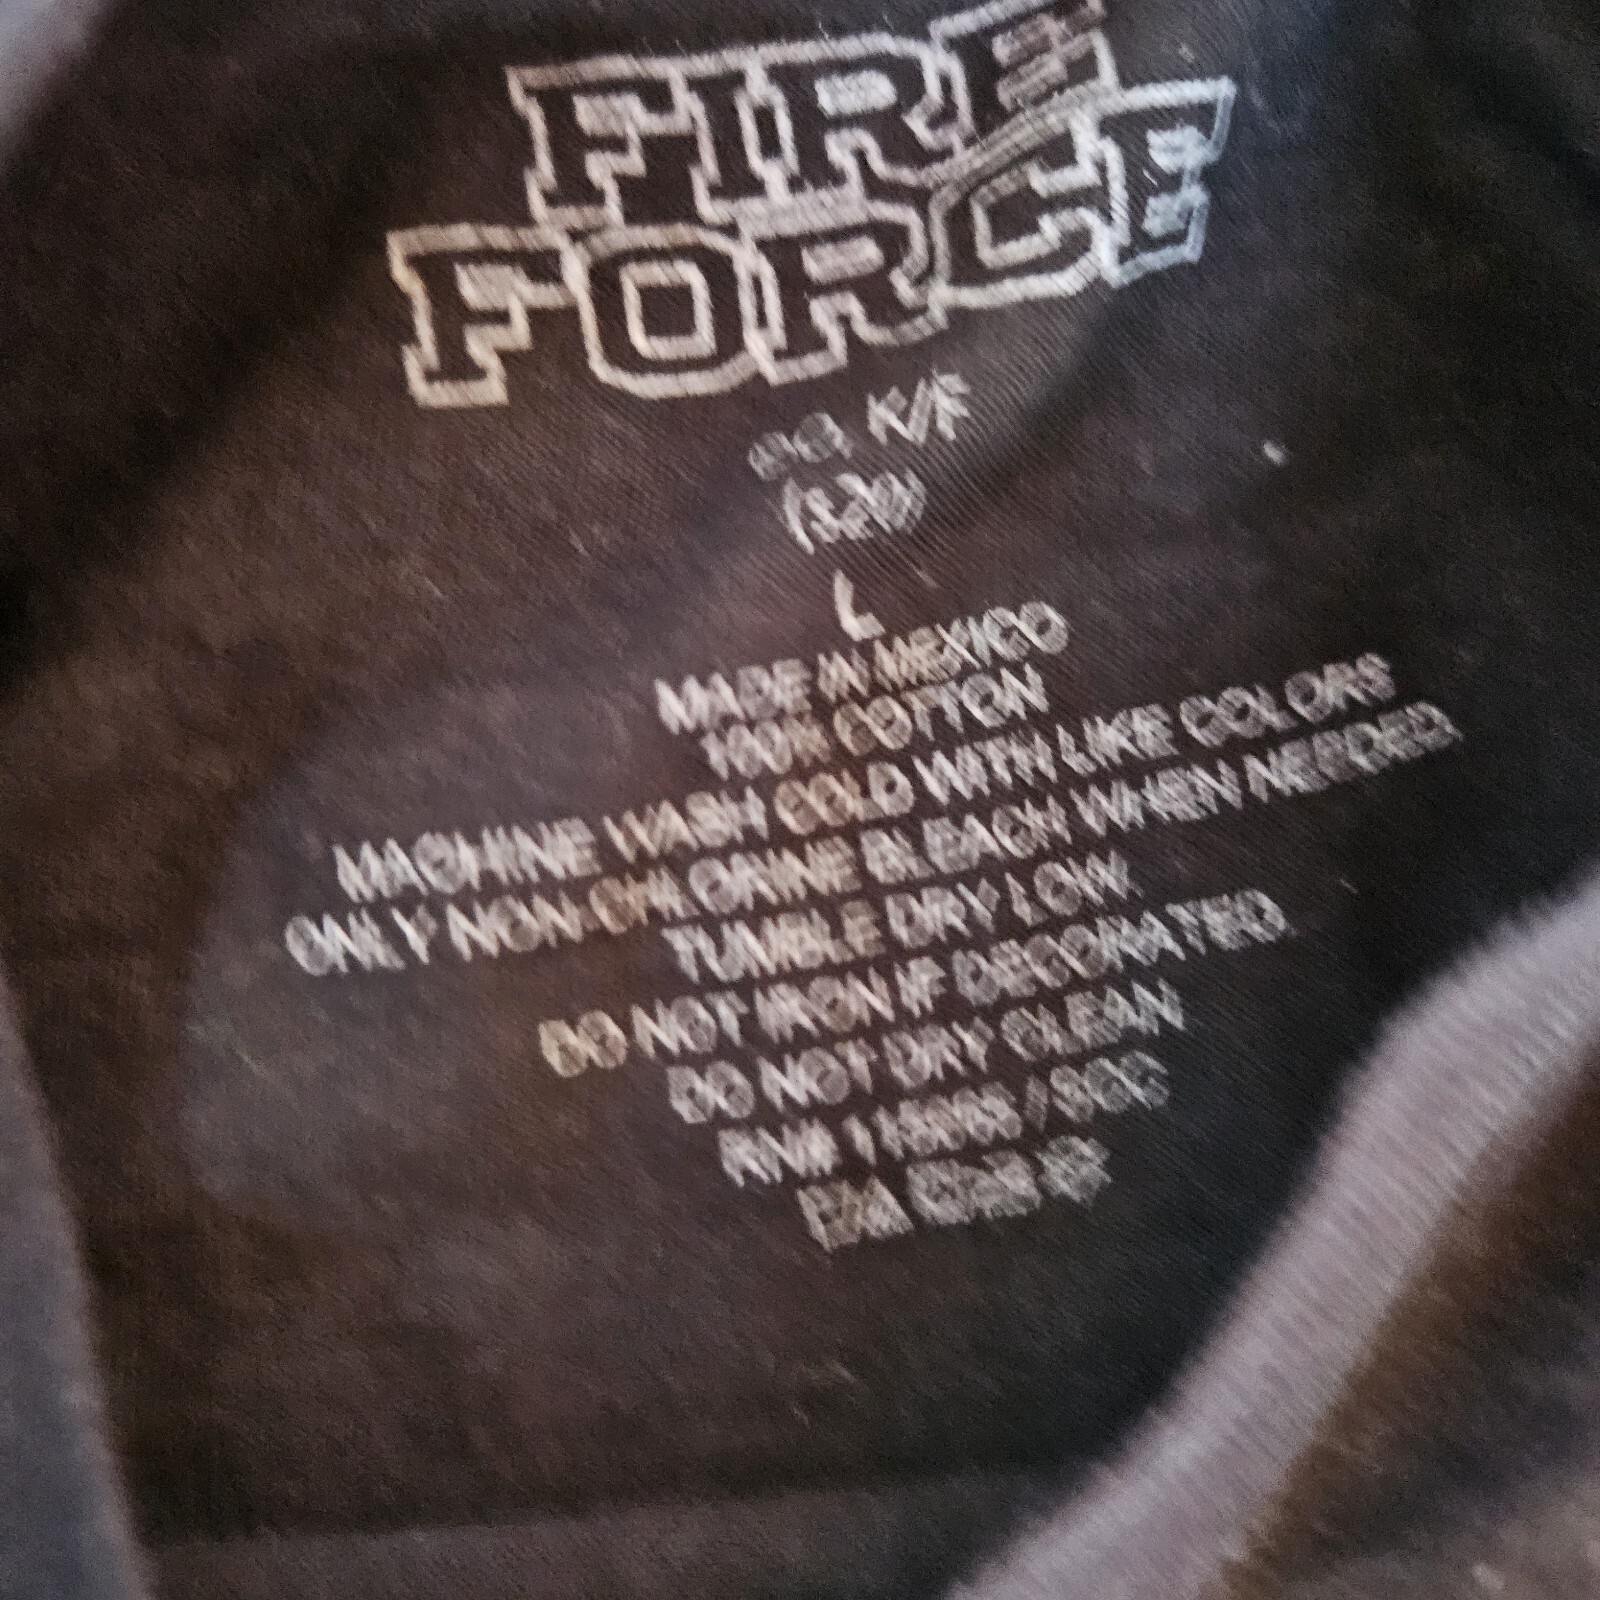 FIRE
FORCE
K/F
L
MADE IN MEXICO
100% COTTON
MACHINE WASH COLD WITH LIKE COLORS
ONLY NON-CHLORINE BLEACH WHEN NEEDED
TUMBLE DRY LOW
DO NOT IRON IF DECORATED
DO NOT DRY CLEAN
RN#